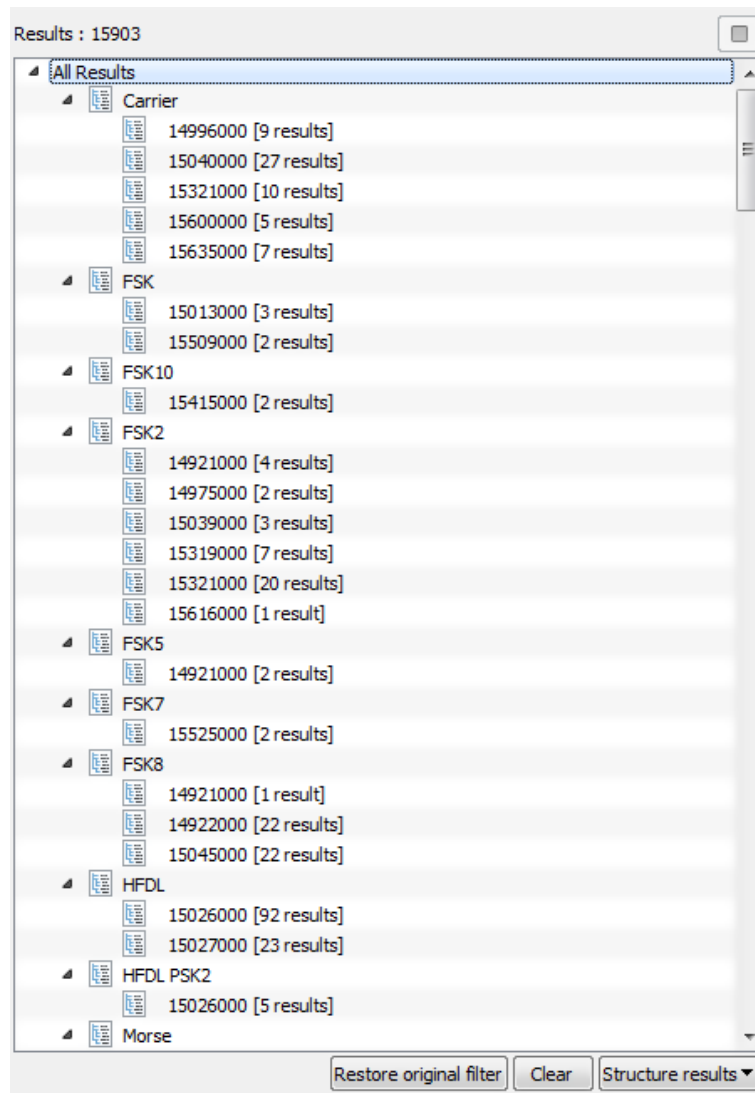 Results : 15903
All Results
Carrier
14996000 [9 results]
15040000 [27 results]
15321000 [10 results]
15600000 [5 results]
15635000 [7 results]
FSK
15013000 [3 results]
15509000 [2 results]
FSK10
15415000 [2 results]
FSK2
14921000 [4 results]
14975000 [2 results]
15039000 [3 results]
15319000 [7 results]
15321000 [20 results]
15616000 [1 result]
FSK5
14921000 [2 results]
FSK7
15525000 [2 results]
FSK8
14921000 [1 result]
14922000 [22 results]
15045000 [22 results]
HFDL
15026000 [92 results]
15027000 [23 results]
HFDL PSK2
15026000 [5 results]
Morse
Restore original filter Clear Structure results